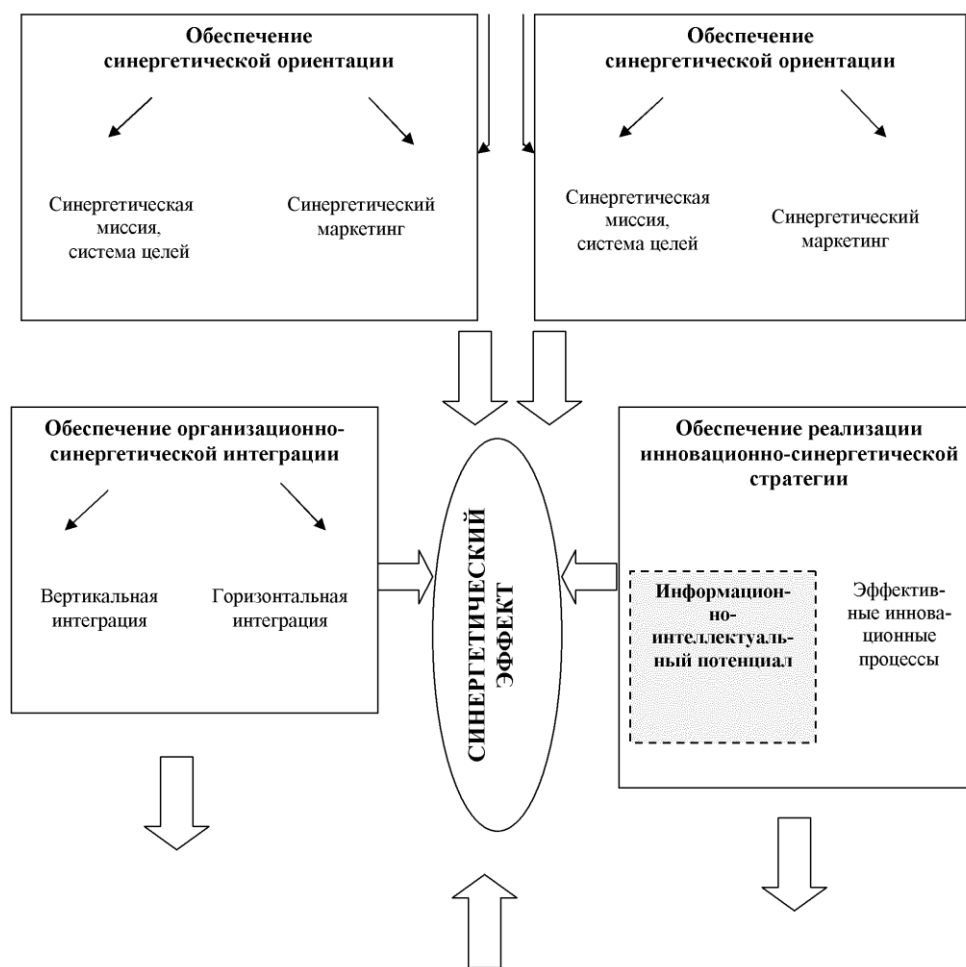 Обеспечение
синергетической ориентации
Синергетическая
миссия,
система целей
Синергетический
маркетинг
Обеспечение
синергетической ориентации
Синергетическая
миссия,
система целей
Синергетический
маркетинг
Обеспечение организационно-
синергетической интеграции
Вертикальная
интеграция
Горизонтальная
интеграция
СИНЕРГЕТИЧЕСКИЙ
ЭФФЕКТ
Обеспечение реализации
инновационно-синергетической
стратегии
Информацион-
но-
интеллектуаль-
ный потенциал
Эффектив-
ные иннова-
ционные
процессы